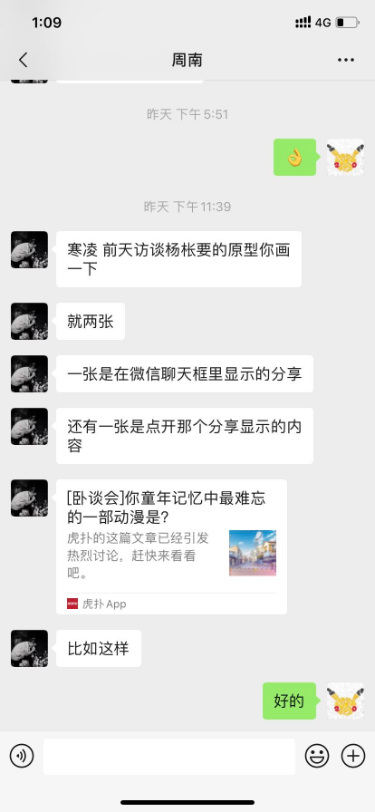 1:09
4G
周南
昨天 下午5:51
昨天 下午11:39
寒凌 前天访谈杨枨要的原型你画
一下
就两张
一张是在微信聊天框里显示的分享
还有一张是点开那个分享显示的内
容
[卧谈会]你童年记忆中最难忘
的一部动漫是?
虎扑的这篇文章已经引发
热烈讨论，赶快来看看
吧。
虎扑App
比如这样
好的